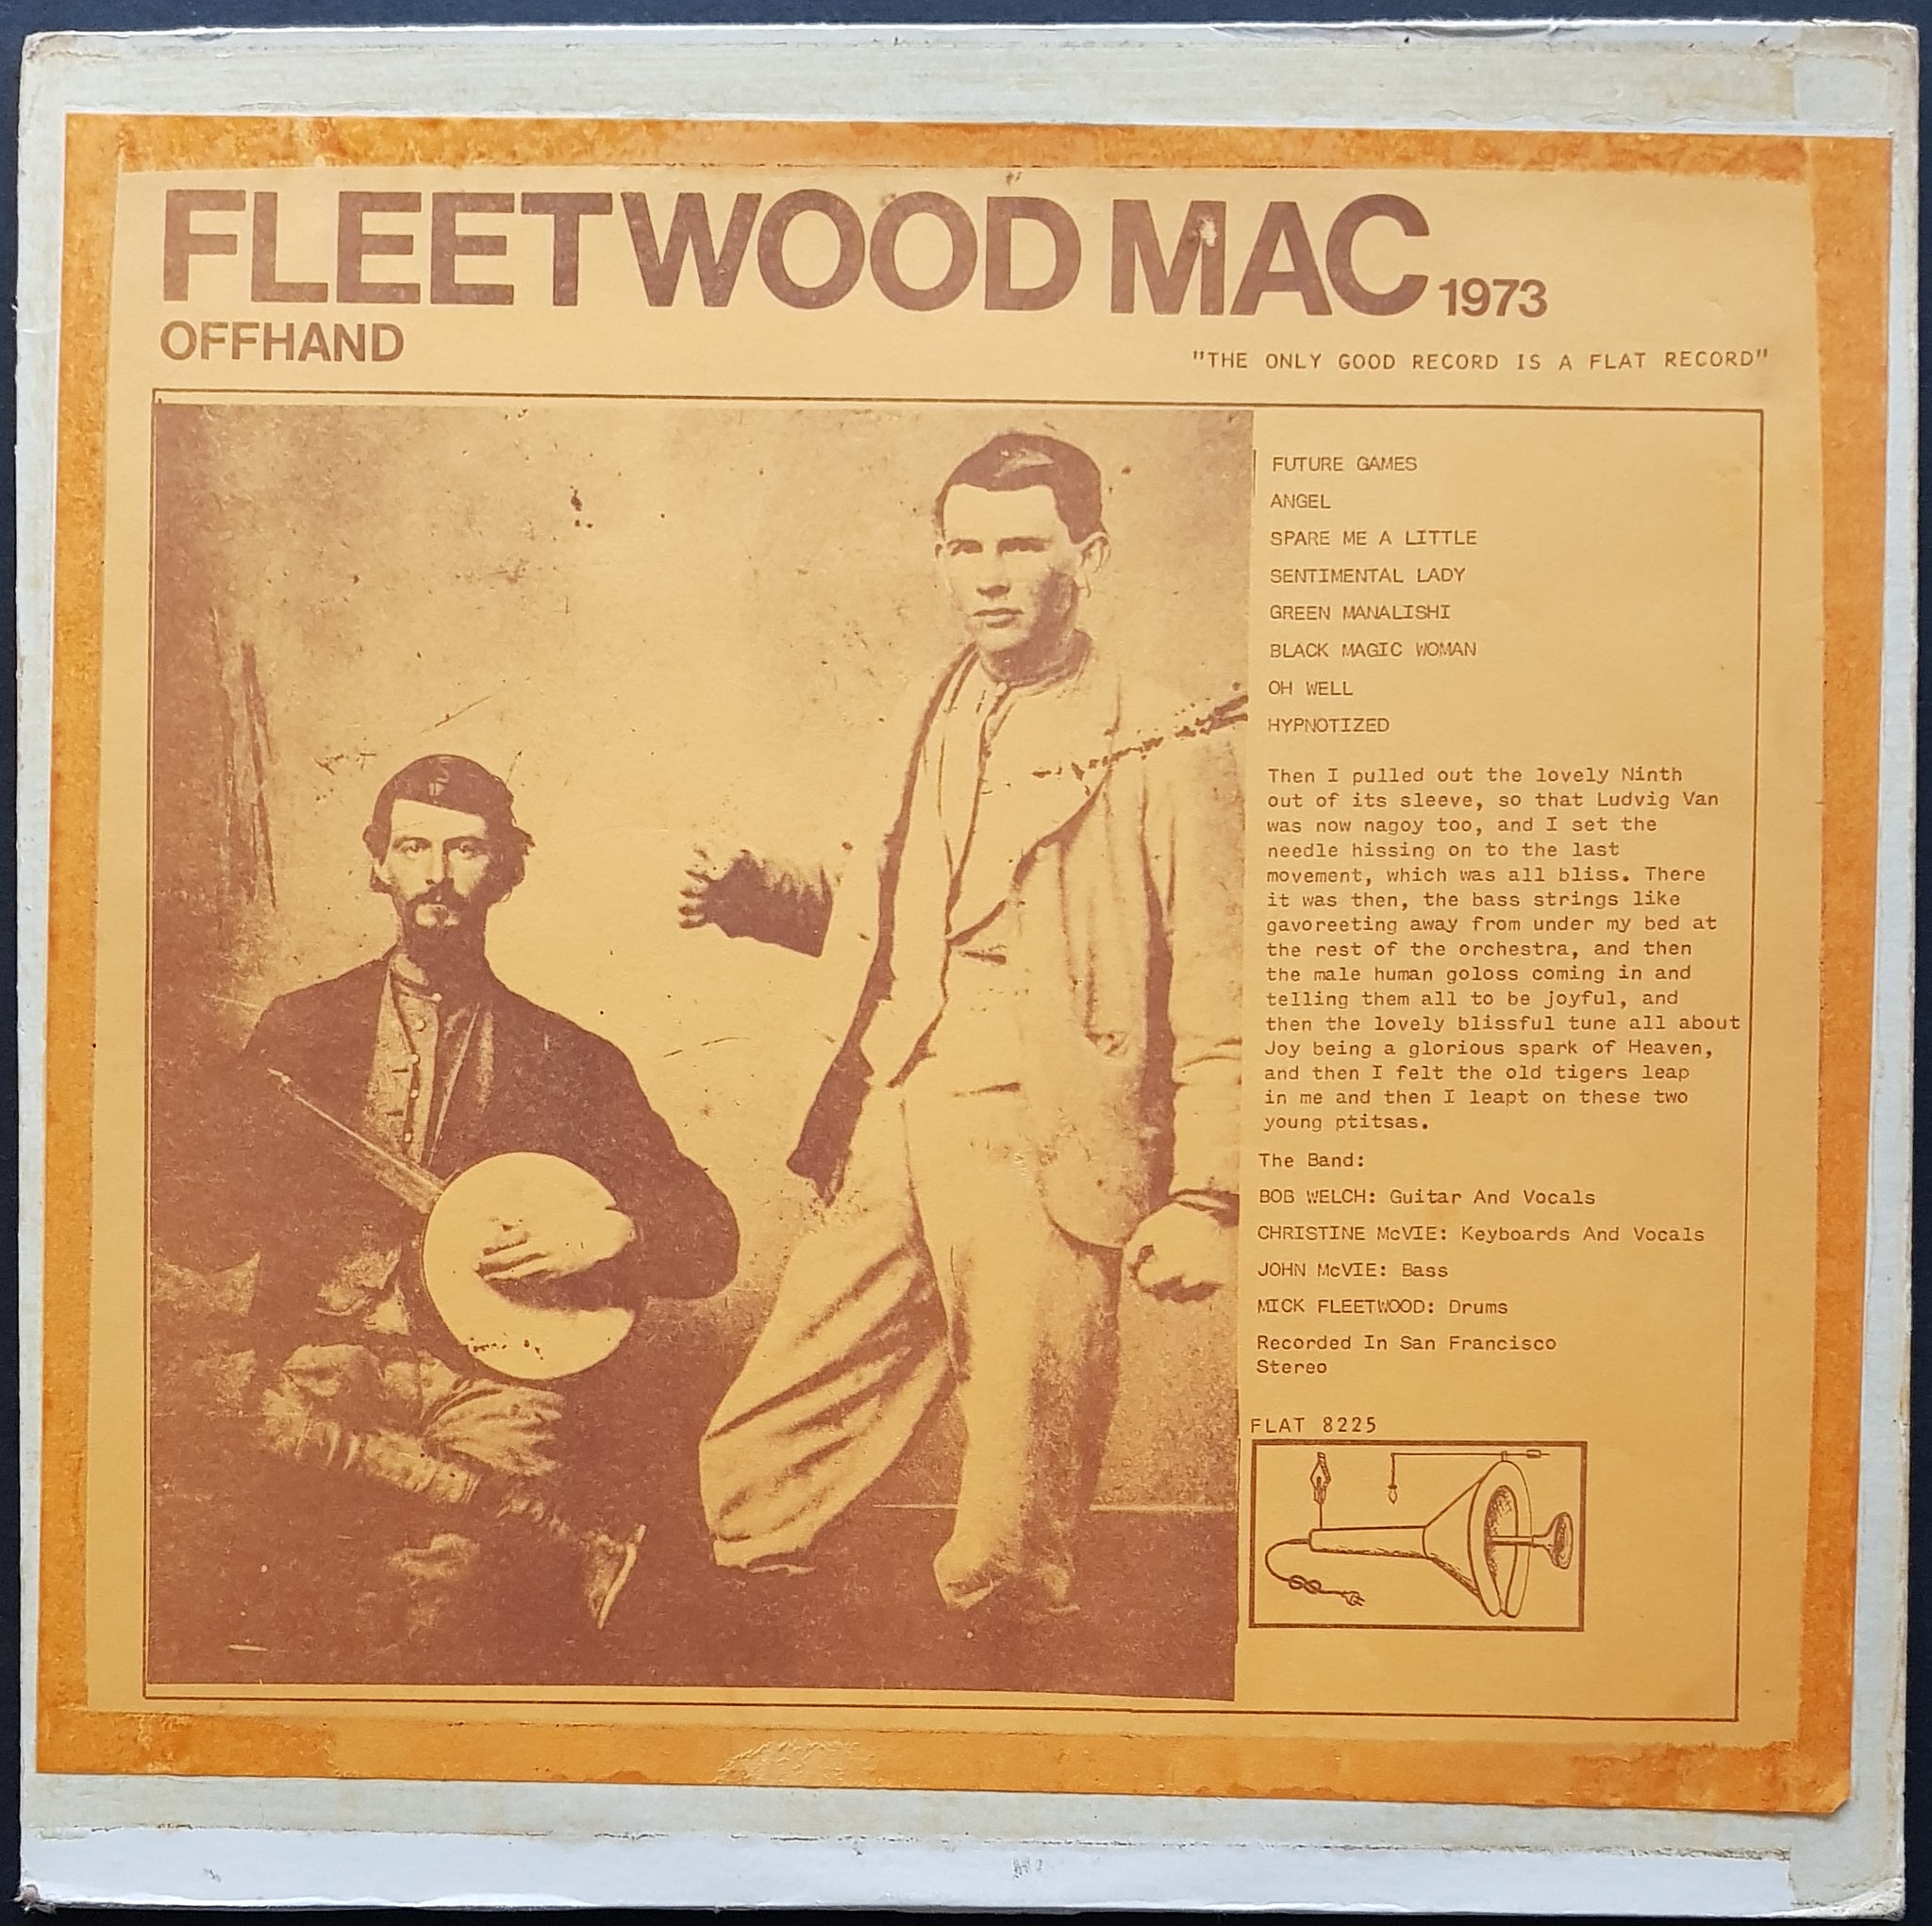 FLEETWOOD MAC 1973
OFFHAND
"THE ONLY GOOD RECORD IS A FLAT RECORD"
FUTURE GAMES
ANGEL
SPARE ME A LITTLE
SENTIMENTAL LADY
GREEN MANALISHI
BLACK MAGIC WOMAN
OH WELL
HYPNOTIZED
Then I pulled out the lovely Ninth
out of its sleeve, so that Ludvig Van
was now nagoy too, and I set the
needle hissing on to the last
movement, which was all bliss. There
it was then, the bass strings like
gavoreeting away from under my bed at
the rest of the orchestra, and then
the male human goloss coming in and
telling them all to be joyful, and
then the lovely blissful tune all about
Joy being a glorious spark of Heaven,
and then I felt the old tigers leap
in me and then I leapt on these two
young ptitsas.
The Band:
BOB WELCH: Guitar And Vocals
CHRISTINE McVIE: Keyboards And Vocals
JOHN McVIE: Bass
MICK FLEETWOOD: Drums
Recorded In San Francisco
Stereo
FLAT 8225